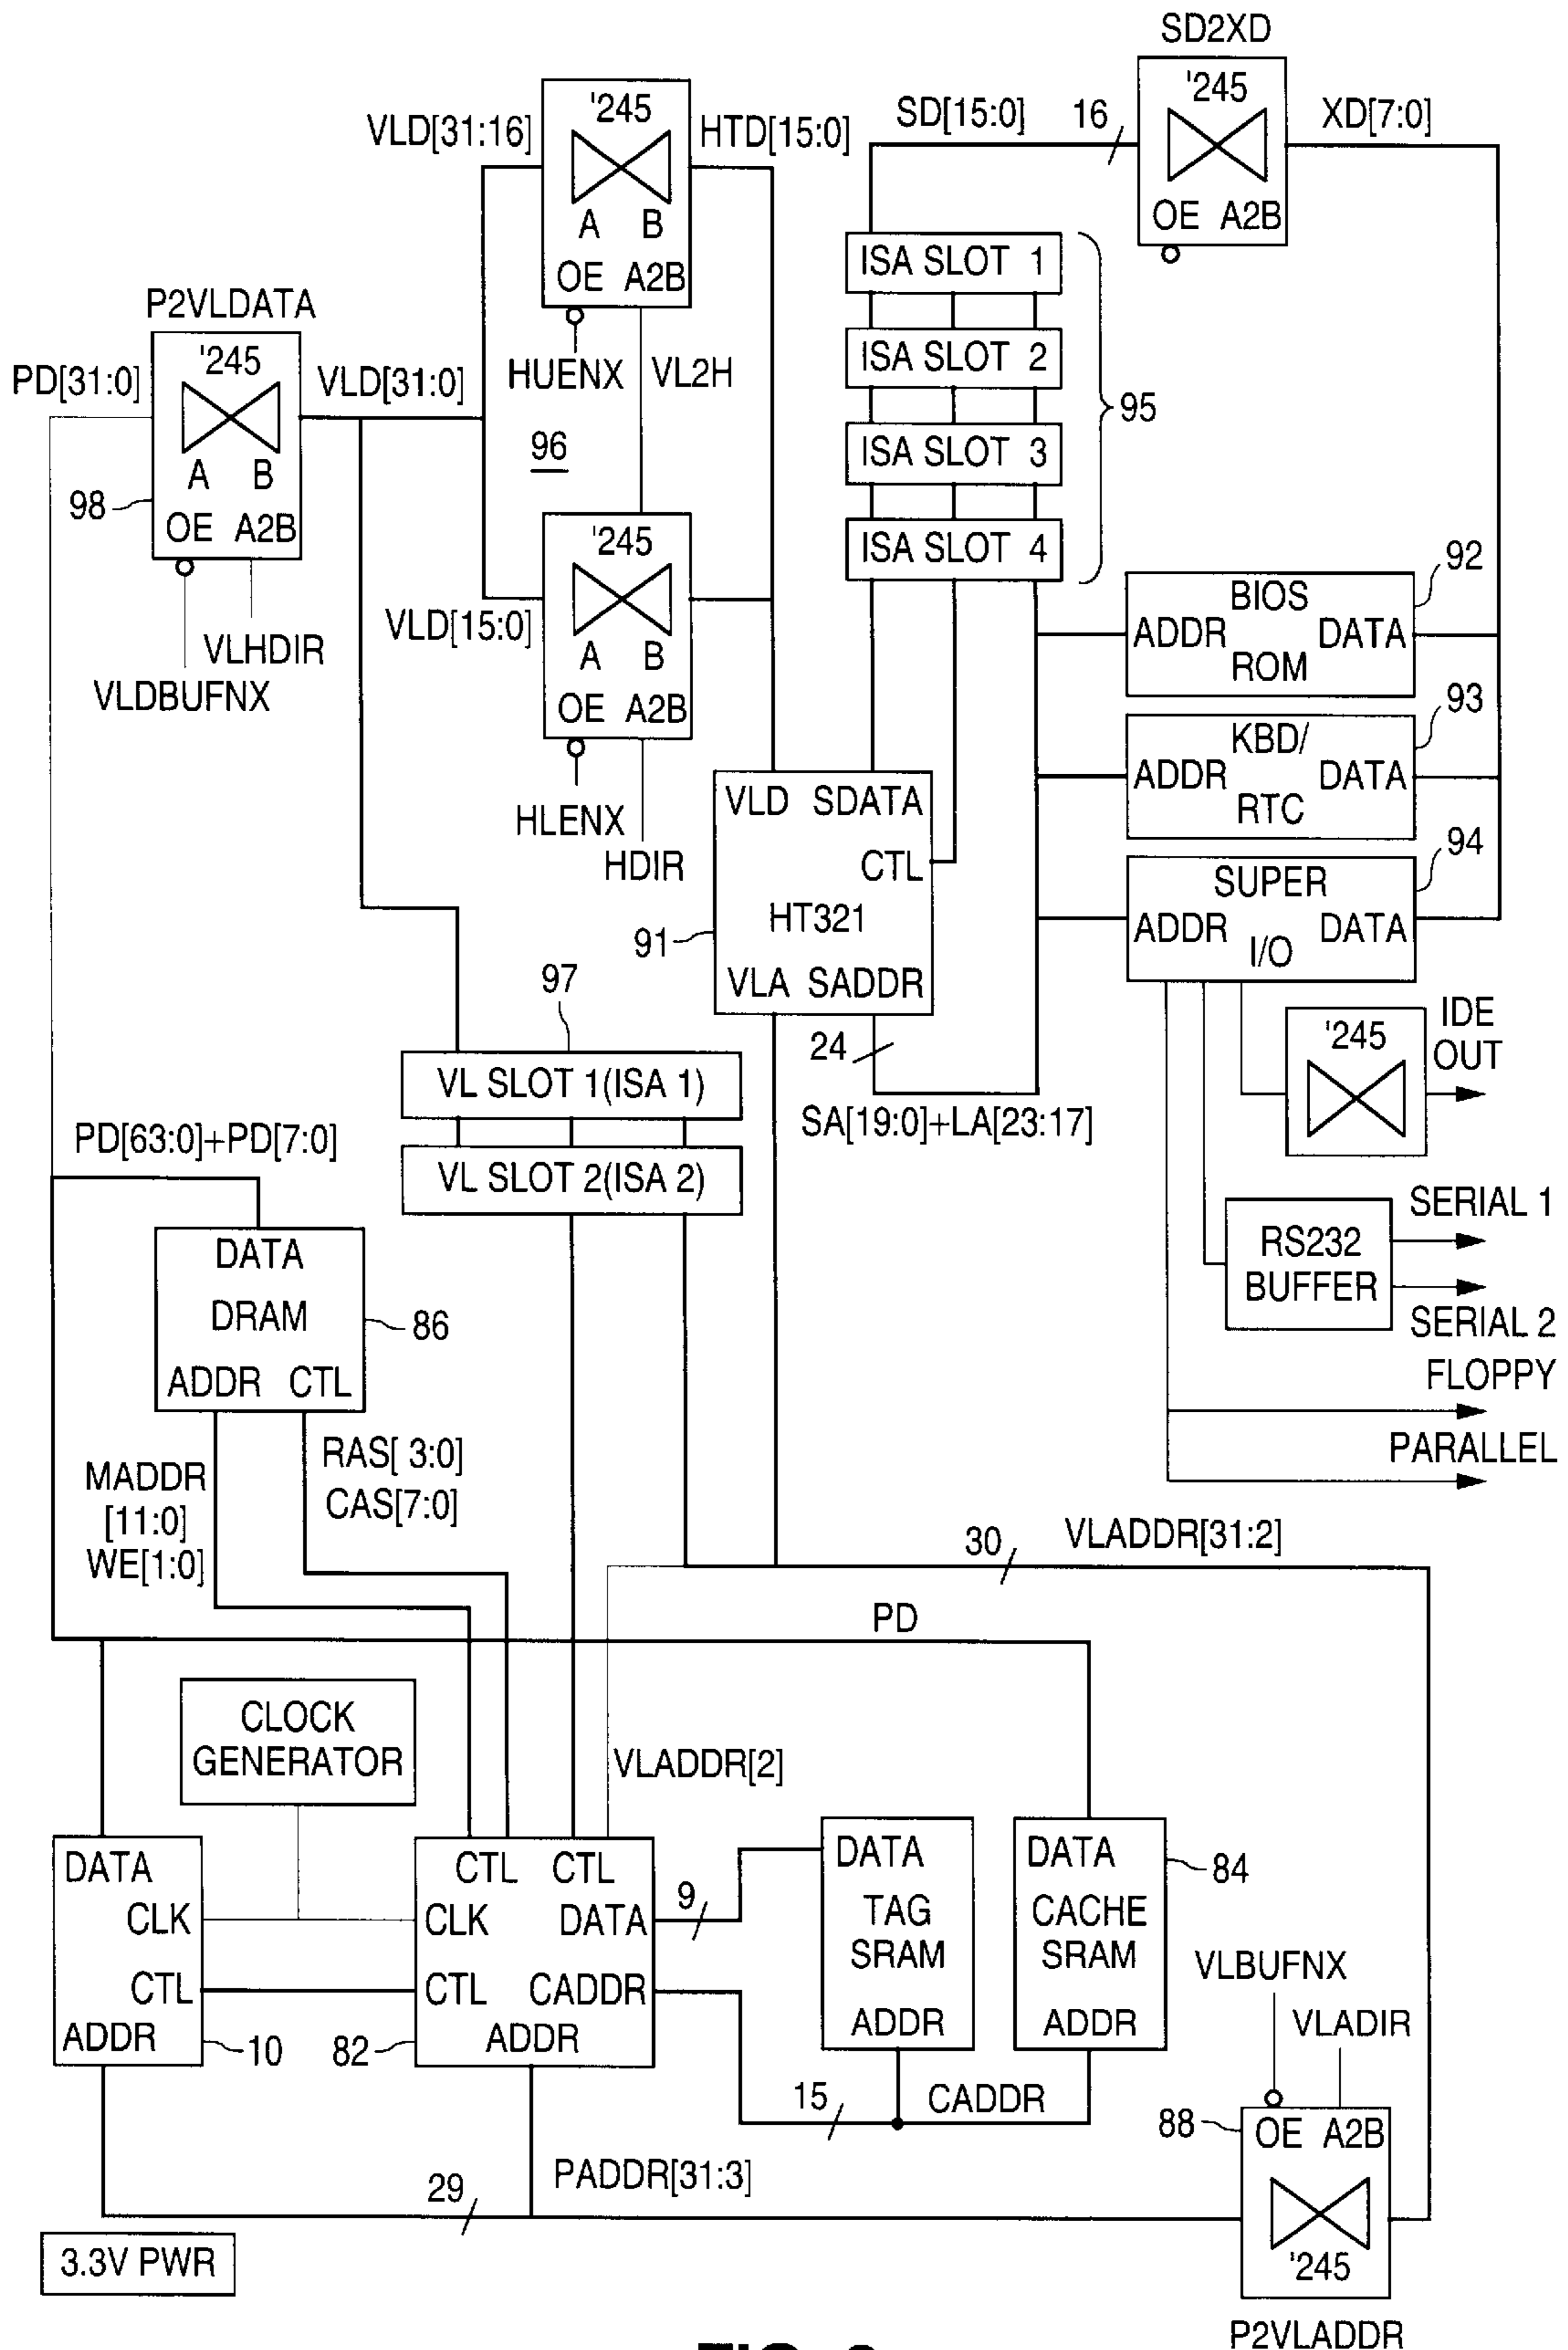 SD2XD
'245
OE A2B
SD[15:0]
16
XD[7:0]
VLD[31:16]
'245
A B
OE A2B
HTD[15:0]
HUENX
VL2H
P2VLDATA
PD[31:0]
'245
A B
OE A2B
98
VLD[31:0]
VLHDIR
VLDBUFNX
96
VLD[15:0]
'245
A B
OE A2B
HLENX
HDIR
ISA SLOT 1
ISA SLOT 2
ISA SLOT 3
ISA SLOT 4
95
92
BIOS
ADDR DATA
ROM
93
KBD/
ADDR DATA
RTC
94
SUPER
ADDR DATA
I/O
VLD SDATA
CTL
HT321
91
VLA SADDR
24
SA[19:0]+LA[23:17]
'245
IDE
OUT
97
VL SLOT 1(ISA 1)
VL SLOT 2(ISA 2)
PD[63:0]+PD[7:0]
DATA
DRAM
ADDR CTL
86
RS232
BUFFER
SERIAL 1
SERIAL 2
FLOPPY
PARALLEL
MADDR
[11:0]
WE[1:0]
RAS[ 3:0]
CAS[7:0]
30
VLADDR[31:2]
PD
CLOCK
GENERATOR
VLADDR[2]
DATA
CLK
CTL
ADDR
10
CTL CTL
CLK DATA
CTL CADDR
ADDR
82
9
DATA
TAG
SRAM
ADDR
DATA
CACHE
SRAM
ADDR
84
15
CADDR
VLBUFNX
VLADIR
88
OE A2B
'245
P2VLADDR
29
PADDR[31:3]
3.3V PWR